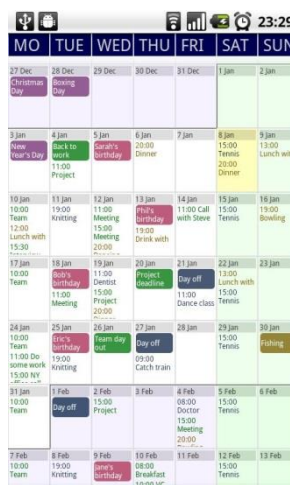 23:29
MO TUE WED THU FRI SAT SUN
27 Dec 28 Dec 29 Dec 30 Dec 31 Dec 1 Jan 2 Jan
Christmas Day
Boxing Day
3 Jan 4 Jan 5 Jan 6 Jan 7 Jan 8 Jan 9 Jan
New Year's Day
Back to work
11:00 Project
Sarah's birthday
20:00 Dinner
15:00 Tennis
20:00 Dinner
13:00 Lunch wit
10 Jan 11 Jan 12 Jan 13 Jan 14 Jan 15 Jan 16 Jan
10:00 Team
12:00 Lunch with
15:30
19:00 Knitting
11:00 Meeting
15:00 Meeting
20:00
Phil's birthday
19:00 Drink with
11:00 Call with Steve
15:00 Tennis
19:00 Bowling
17 Jan 18 Jan 19 Jan 20 Jan 21 Jan 22 Jan 23 Jan
10:00 Team
Bob's birthday
11:00 Meeting
11:00 Dentist
15:00 Project
20:00
Project deadline
Day off
11:00 Dance class
13:00 Lunch with
15:00 Tennis
24 Jan 25 Jan 26 Jan 27 Jan 28 Jan 29 Jan 30 Jan
10:00 Team
11:00 Do some work
15:00 NY
Eric's birthday
19:00 Knitting
Team day out
Day off
09:00 Catch train
15:00 Tennis
Fishing
31 Jan 1 Feb 2 Feb 3 Feb 4 Feb 5 Feb 6 Feb
10:00 Team
Day off
15:00 Project
08:00 Doctor
15:00 Meeting
20:00
15:00 Tennis
7 Feb 8 Feb 9 Feb 10 Feb 11 Feb 12 Feb 13 Feb
10:00 Team
19:00 Knitting
Jane's birthday
08:00 Breakfast
15:00 Tennis